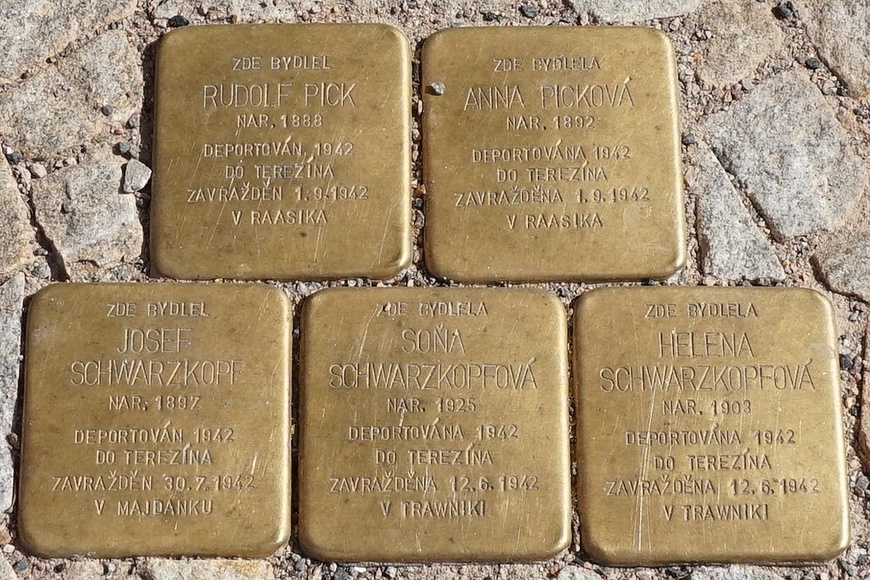 ZDE BYDLEL
RUDOLF PICK
NAR. 1888
DEPORTOVÁN 1942
DO TEREZÍNA
ZAVRAŽDĚN 1.9.1942
V RAASIKA
ZDE BYDLELA
ANNA PICKOVÁ
NAR. 1892
DEPORTOVÁNA 1942
DO TEREZÍNA
ZAVRAŽDĚNA 1.9.1942
V RAASIKA
ZDE BYDLEL
JOSEF
SCHWARZKOPF
NAR. 1897
DEPORTOVÁN 1942
DO TEREZÍNA
ZAVRAŽDĚN 30.7.1942
V MAJDANKU
ZDE BYDLELA
SOŇA
SCHWARZKOPFOVÁ
NAR. 1925
DEPORTOVÁNA 1942
DO TEREZÍNA
ZAVRAŽDĚNA 12.6.1942
V TRAWNIKI
ZDE BYDLELA
HELENA
SCHWARZKOPFOVÁ
NAR. 1903
DEPORTOVÁNA 1942
DO TEREZÍNA
ZAVRAŽDĚNA 12.6.1942
V TRAWNIKI